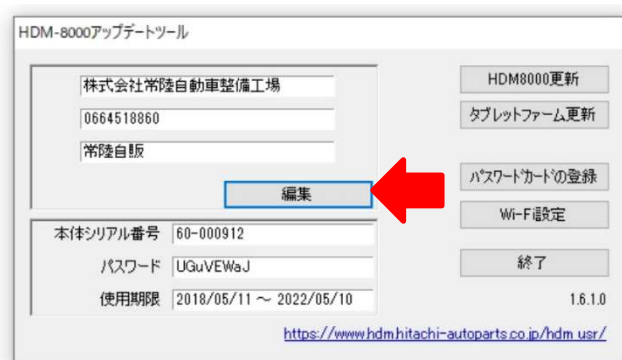 HDM-8000アップデートツール
株式会社常陸自動車整備工場
0664518860
常陸自販
編集
本体シリアル番号 60-000912
パスワード UGuVEWaJ
使用期限 2018/05/11 ～ 2022/05/10
HDM8000更新
タブレットファーム更新
パスワードカードの登録
Wi-Fi設定
終了
1.6.1.0
https://www.hdm.hitachi-autoparts.co.jp/hdm_usr/